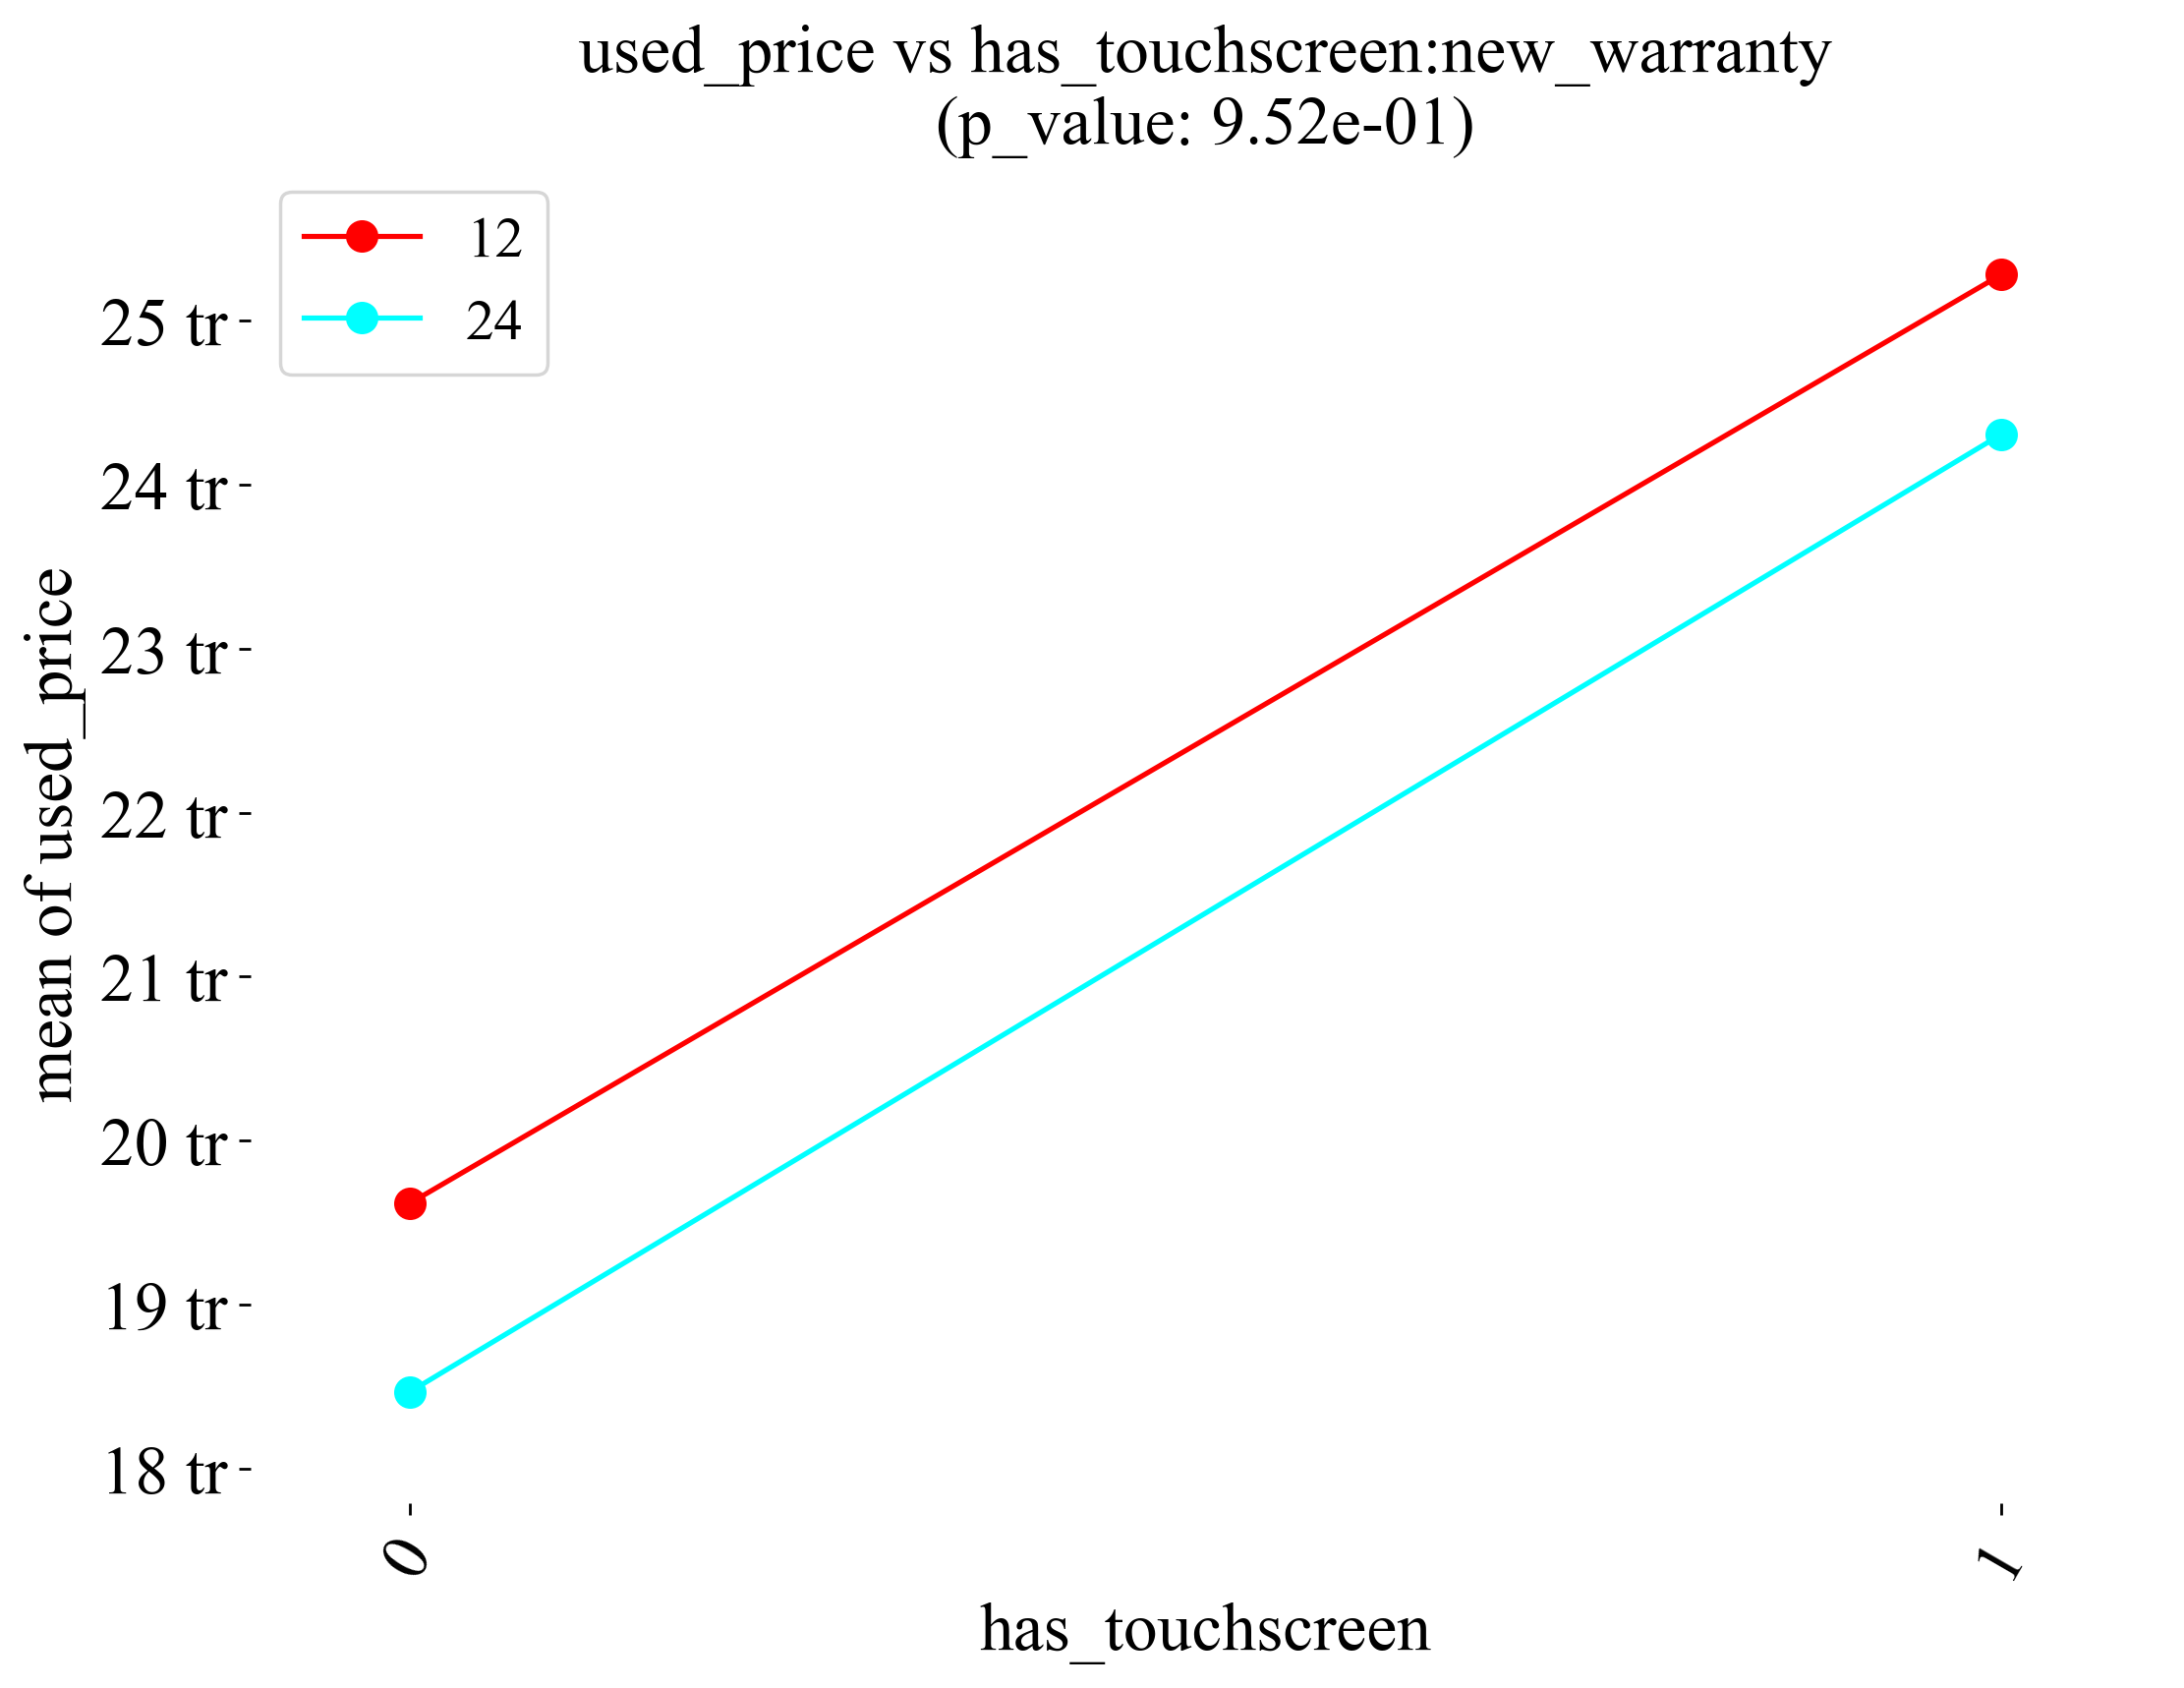 used_price vs has_touchscreen:new_warranty
(p_value: 9.52e-01)
12
24
25 tr
24 tr
23 tr
22 tr
21 tr
20 tr
19 tr
18 tr
mean of used_price
0
1
has_touchscreen